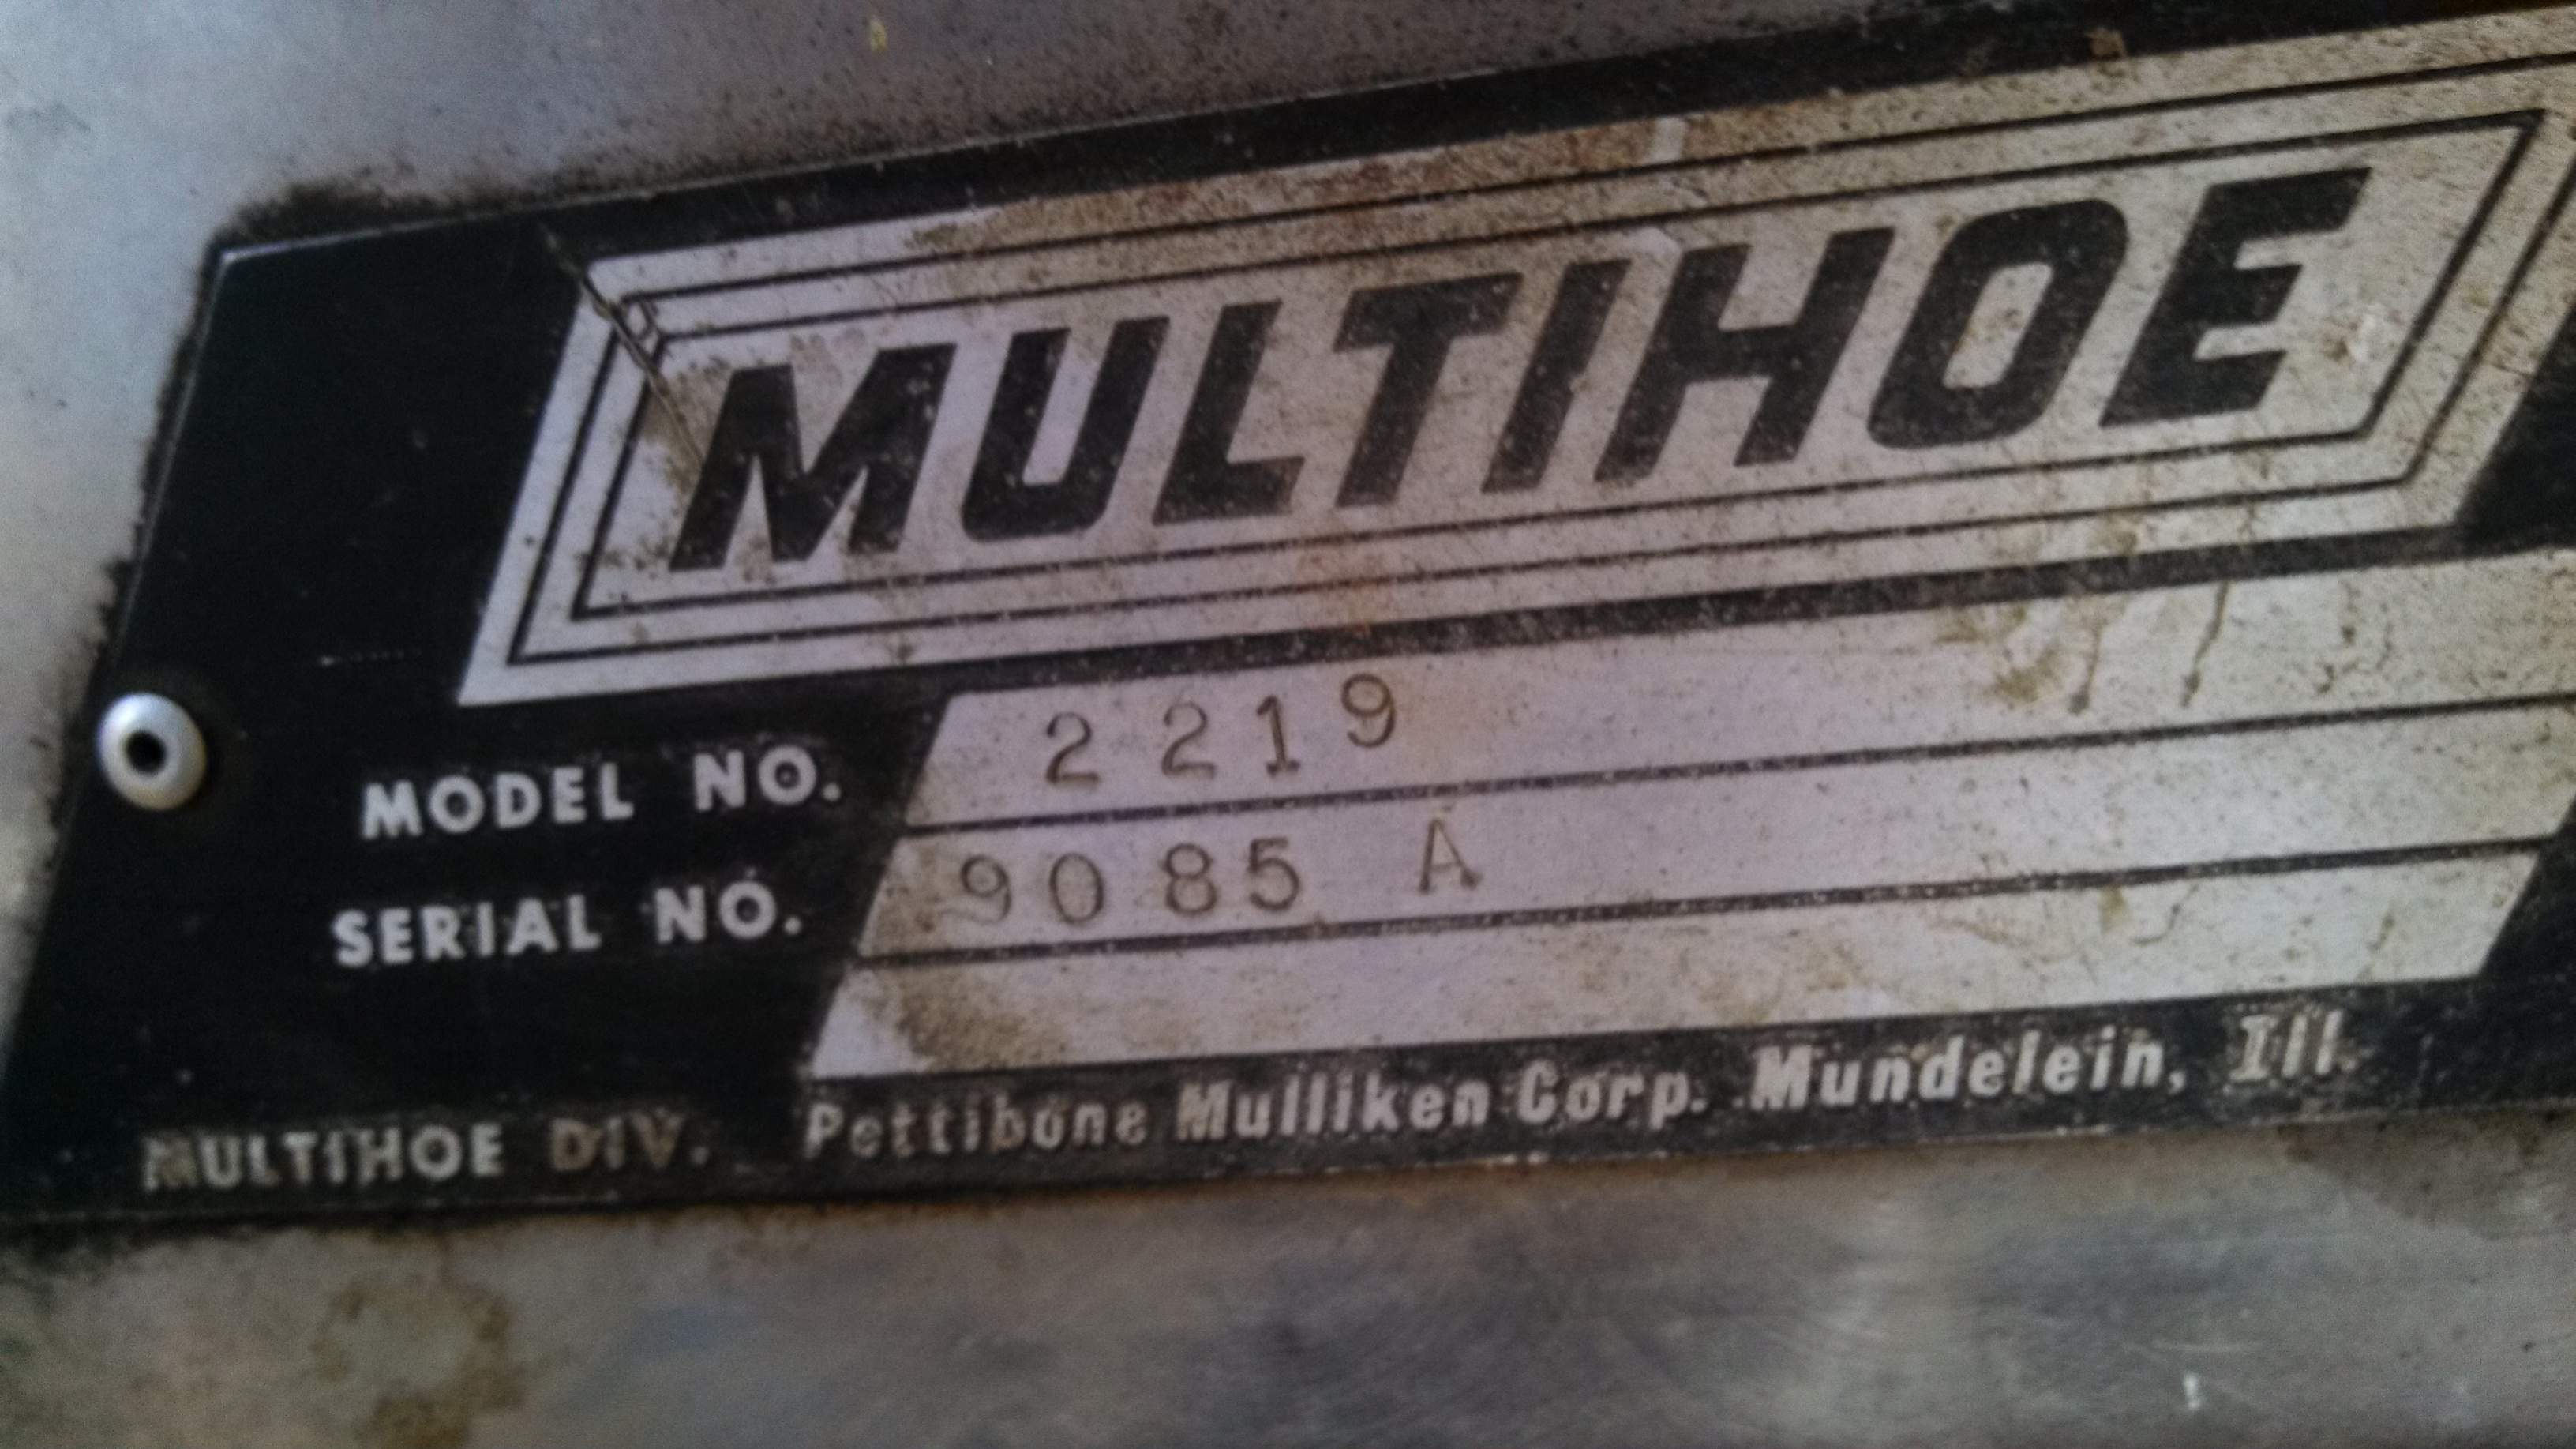 MULTIHOE
MODEL NO. 2219
SERIAL NO. 9085 A
MULTIHOE DIV. Pettibone Mulliken Corp. Mundelein, Ill.